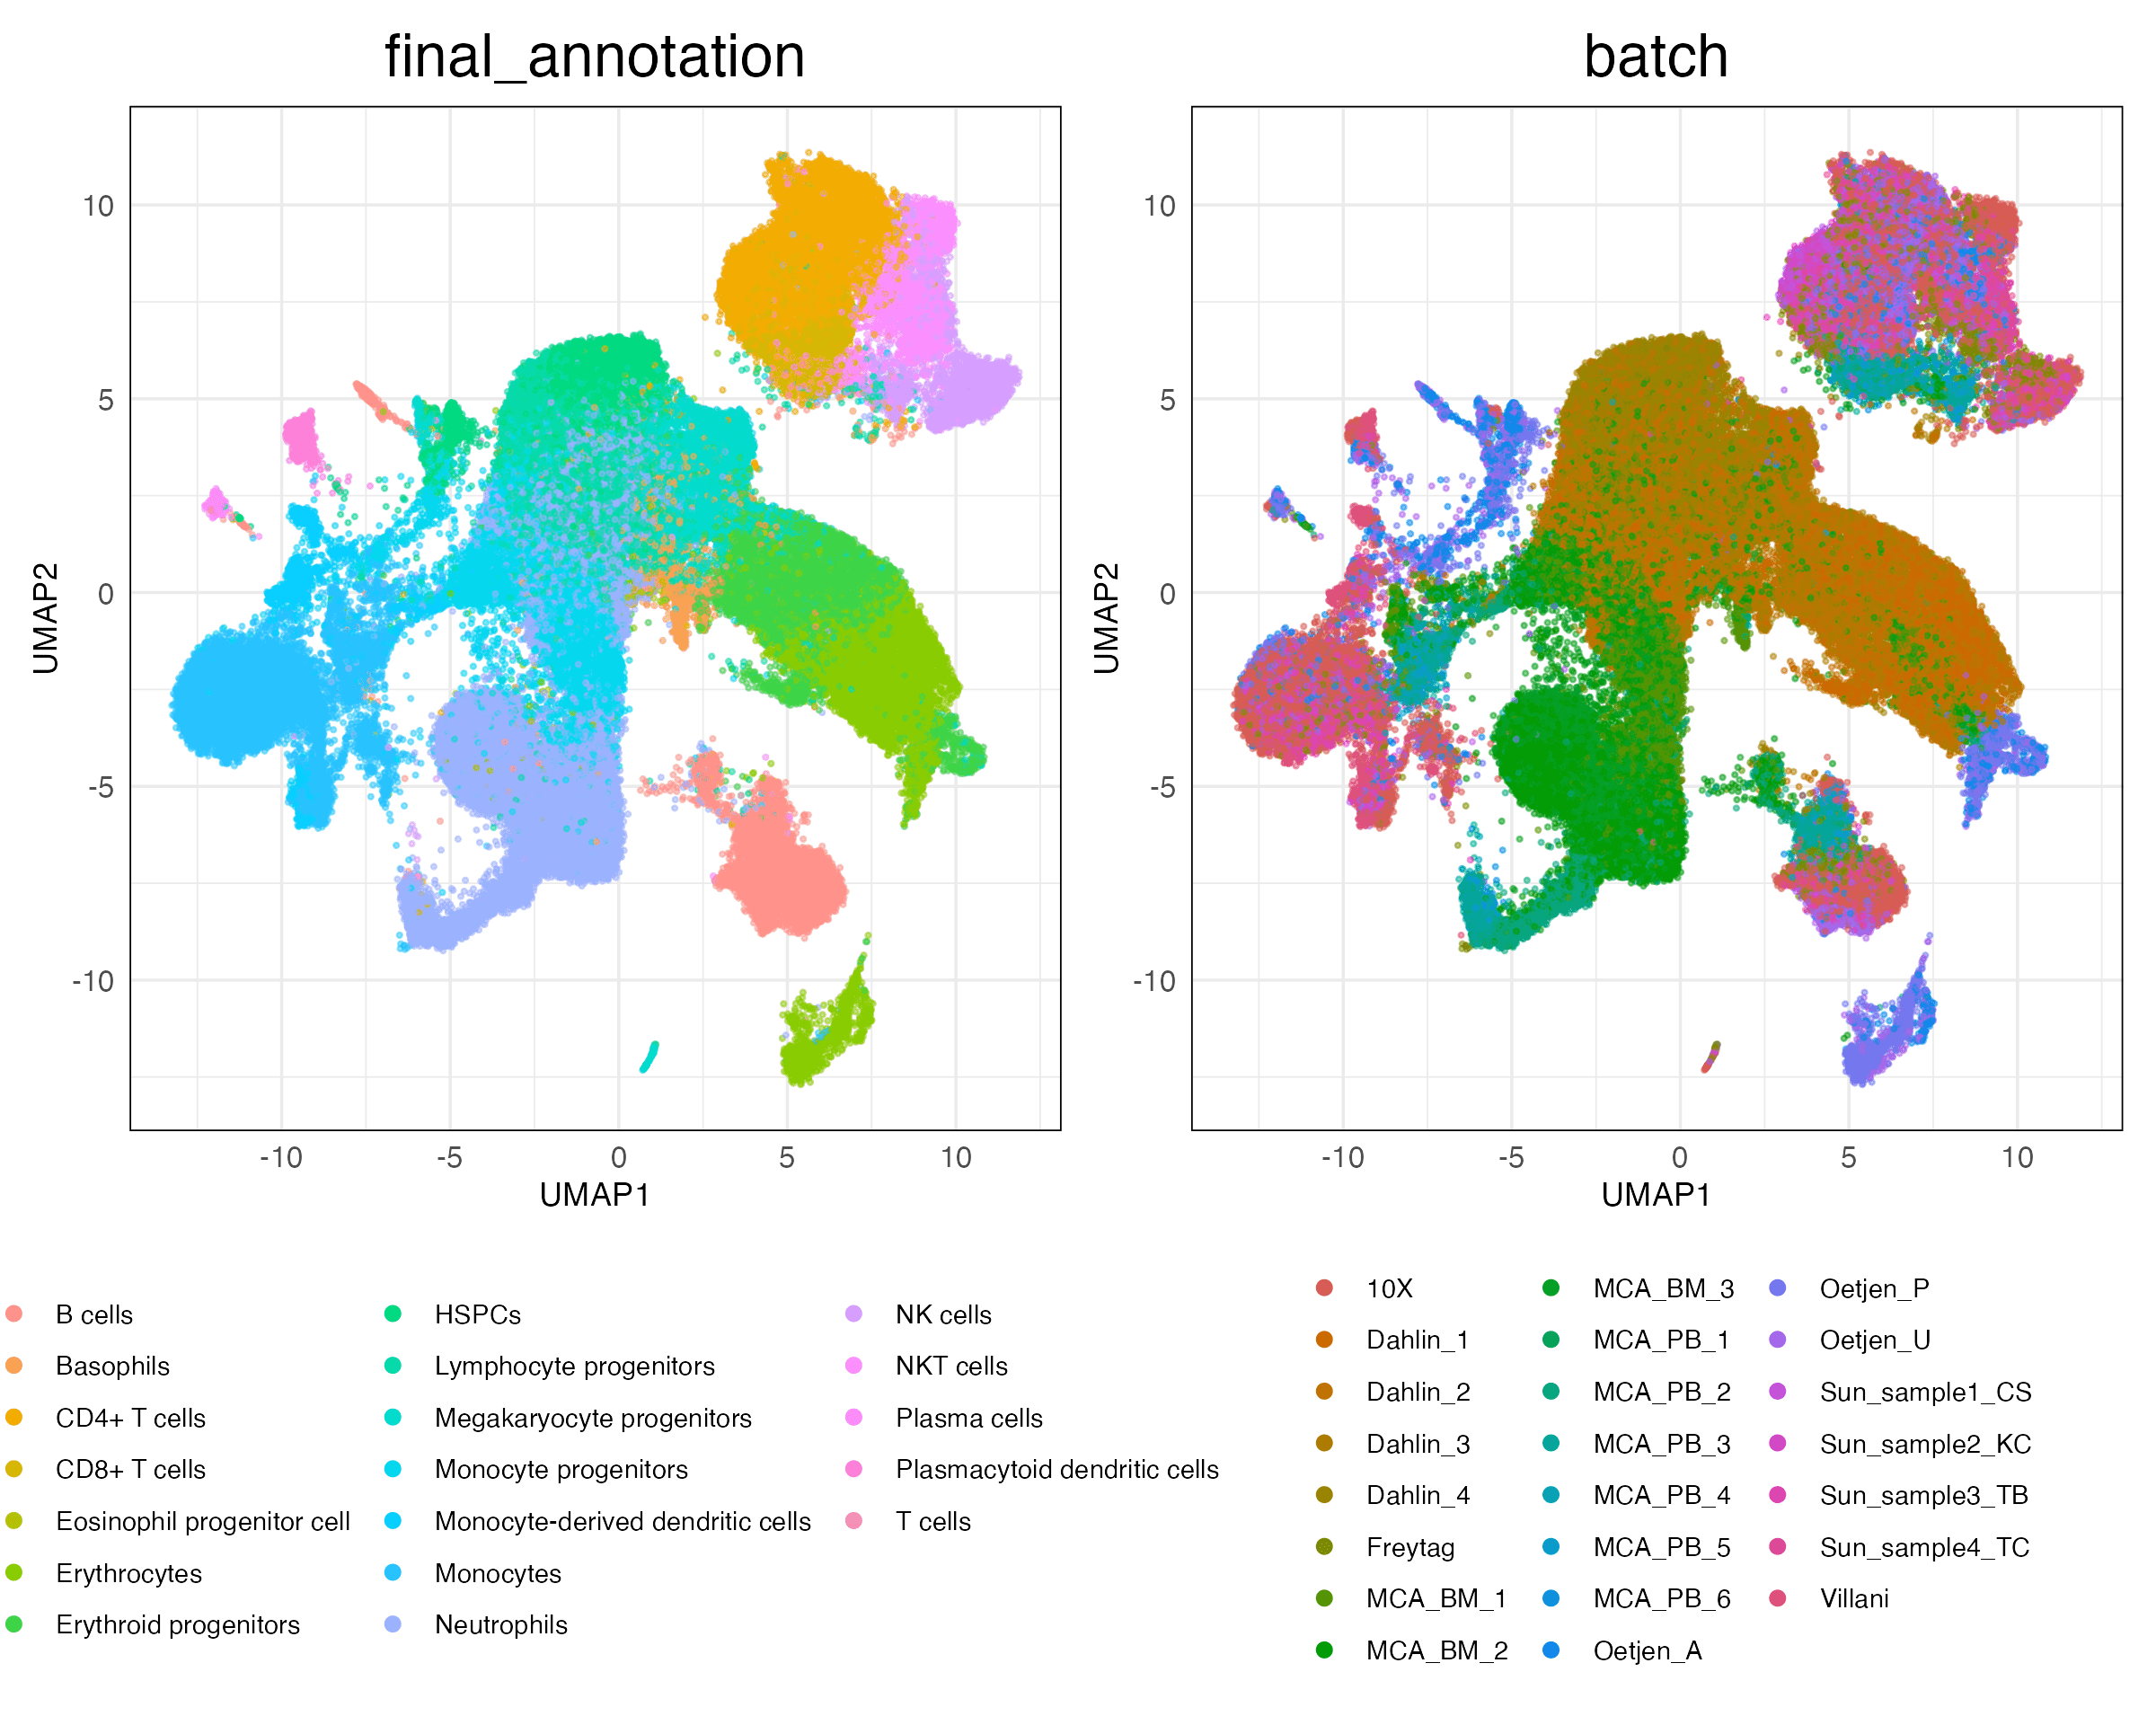 final_annotation
batch
10
5
0
-5
-10
UMAP2
-10
-5
0
5
10
UMAP1
10
5
0
-5
-10
UMAP2
-10
-5
0
5
10
UMAP1
B cells
Basophils
CD4+ T cells
CD8+ T cells
Eosinophil progenitor cell
Erythrocytes
Erythroid progenitors
HSPCs
Lymphocyte progenitors
Megakaryocyte progenitors
Monocyte progenitors
Monocyte-derived dendritic cells
Monocytes
Neutrophils
NK cells
NKT cells
Plasma cells
Plasmacytoid dendritic cells
T cells
10X
Dahlin_1
Dahlin_2
Dahlin_3
Dahlin_4
Freytag
MCA_BM_1
MCA_BM_2
MCA_BM_3
MCA_PB_1
MCA_PB_2
MCA_PB_3
MCA_PB_4
MCA_PB_5
MCA_PB_6
Oetjen_A
Oetjen_P
Oetjen_U
Sun_sample1_CS
Sun_sample2_KC
Sun_sample3_TB
Sun_sample4_TC
Villani